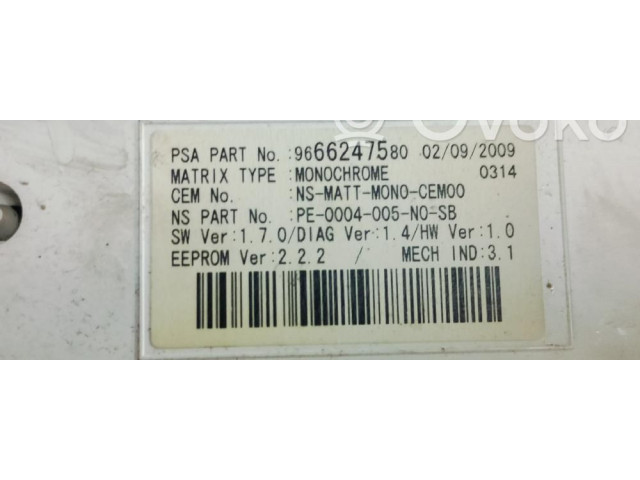 OVOKO
PSA PART No.:9666247580 02/09/2009
MATRIX TYPE :MONOCHROME 0314
CEM No. :NS-MATT-MONO-CEM00
NS PART No. :PE-0004-005-NO-SB
SW Ver:1.7.0/DIAG Ver:1.4/HW Ver:1.0
EEPROM Ver:2.2.2 / MECH IND:3.1